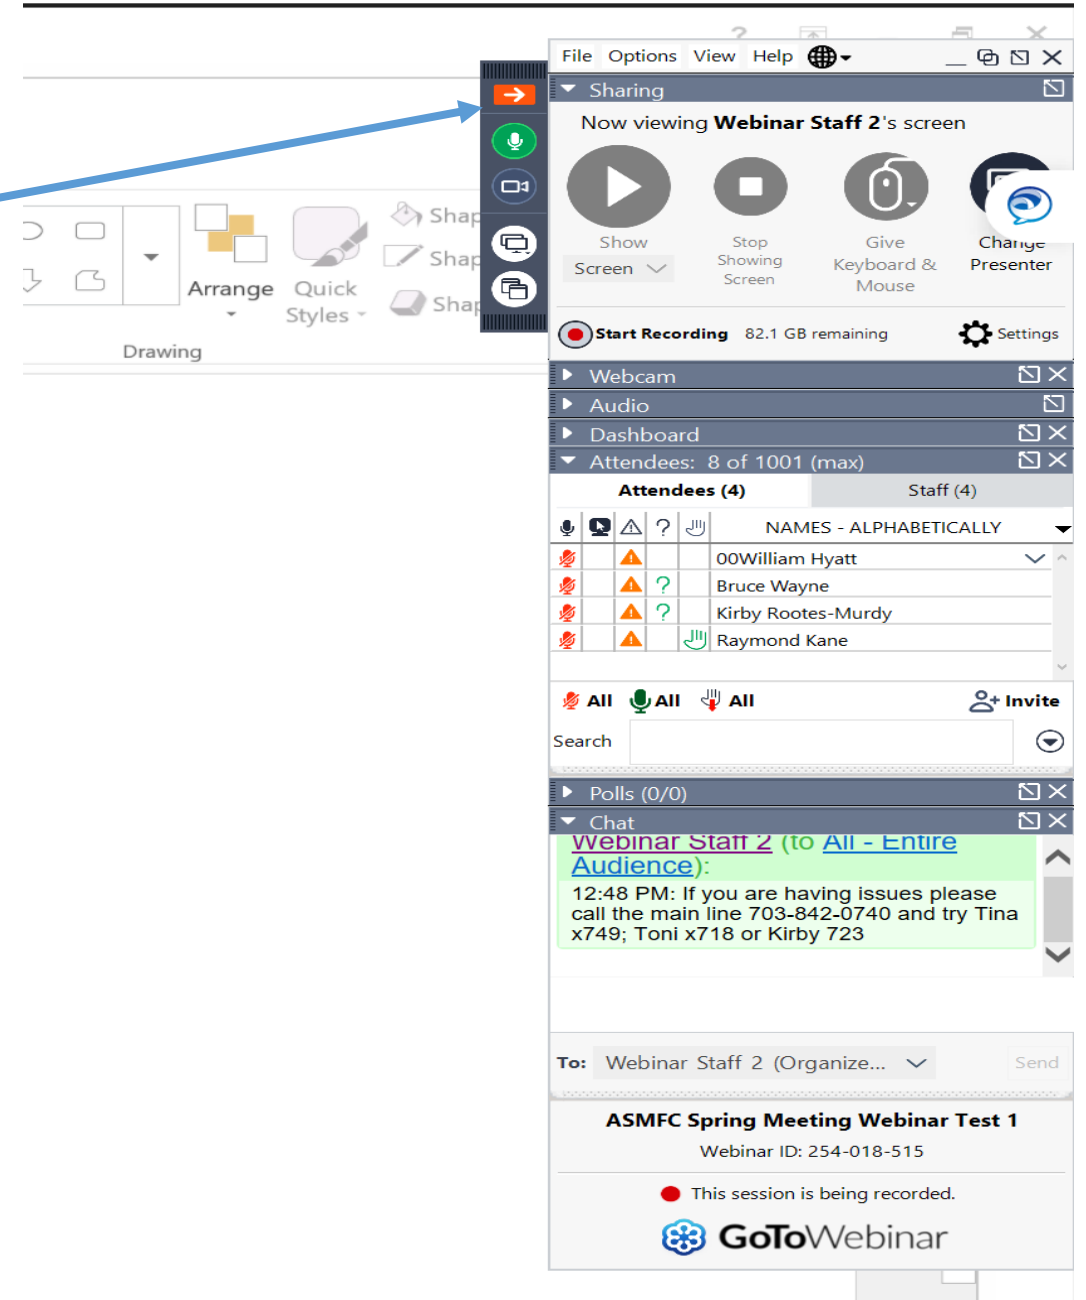 File Options View Help
Sharing
Now viewing Webinar Staff 2's screen
Show
Screen
Stop
Showing
Screen
Give
Keyboard &
Mouse
Change
Presenter
Start Recording 82.1 GB remaining Settings
Shap
Shap
Shap
Arrange
Quick
Styles
Drawing
Webcam
Audio
Dashboard
Attendees: 8 of 1001 (max)
Attendees (4) Staff (4)
NAMES - ALPHABETICALLY
00William Hyatt
Bruce Wayne
Kirby Rootes-Murdy
Raymond Kane
All All All Invite
Search
Polls (0/0)
Chat
Webinar Staff 2 (to All - Entire
Audience):
12:48 PM: If you are having issues please
call the main line 703-842-0740 and try Tina
x749; Toni x718 or Kirby 723
To: Webinar Staff 2 (Organize... Send
ASMFC Spring Meeting Webinar Test 1
Webinar ID: 254-018-515
This session is being recorded.
GoToWebinar